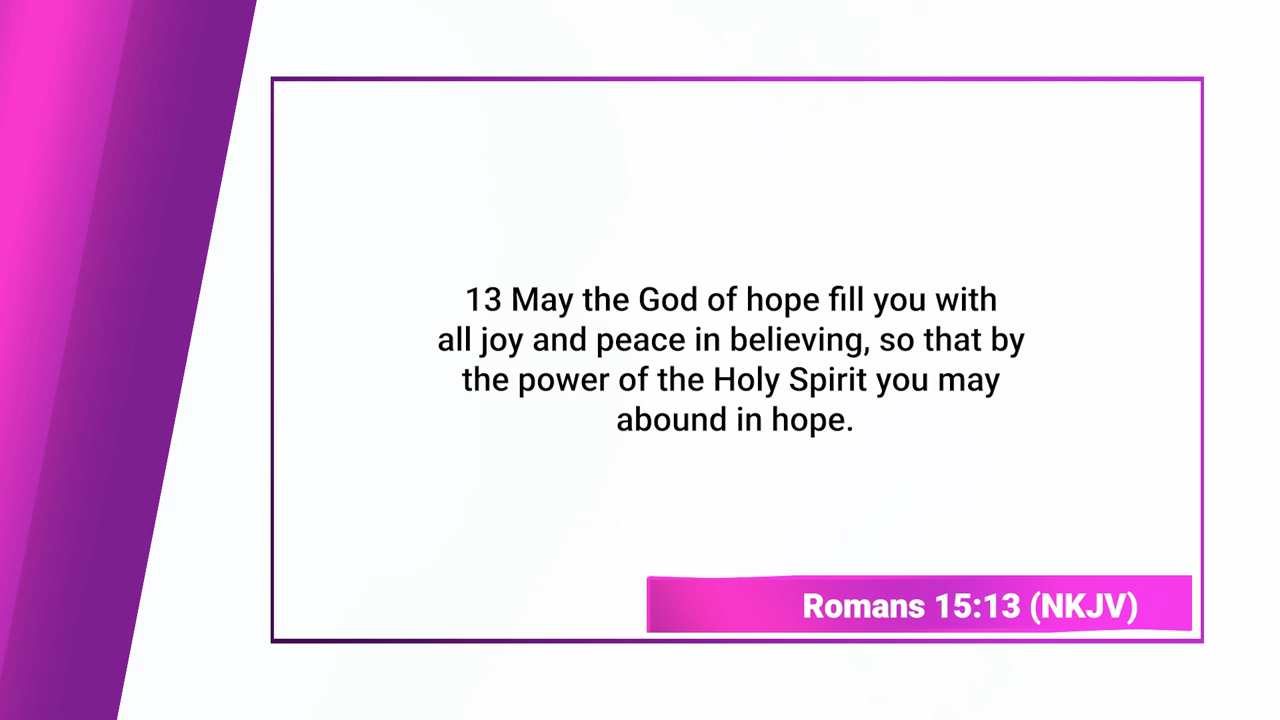 13 May the God of hope fill you with
all joy and peace in believing, so that by
the power of the Holy Spirit you may
abound in hope.
Romans 15:13 (NKJV)